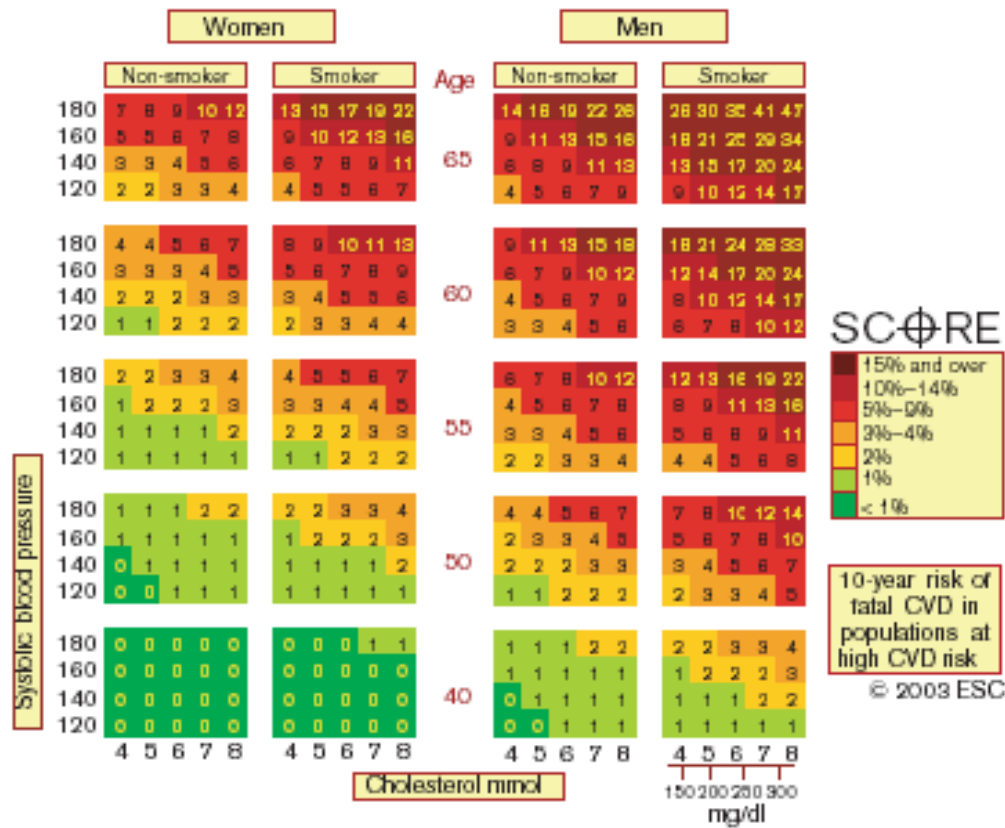 Women Men
Non-smoker Smoker Age Non-smoker Smoker
180 7 8 9 10 12 13 15 17 19 22 14 16 19 22 26 26 30 35 41 47
160 5 5 6 7 8 9 10 12 13 16 9 11 13 15 16 18 21 25 29 34
65
140 3 3 4 5 6 6 7 8 9 11 6 8 9 11 13 13 15 17 20 24
120 2 2 3 3 4 4 5 5 6 7 4 5 6 7 9 9 10 12 14 17
180 4 4 5 6 7 8 9 10 11 13 9 11 13 15 18 18 21 24 28 33
160 3 3 3 4 5 5 6 7 8 9 6 7 9 10 12 12 14 17 20 24
60
140 2 2 2 3 3 3 4 5 5 6 4 5 6 7 9 8 10 12 14 17
120 1 1 2 2 2 2 3 3 4 4 3 3 4 5 6 6 7 8 10 12
180 2 2 3 3 4 4 5 5 6 7 6 7 8 10 12 12 13 16 19 22
160 1 2 2 2 3 3 3 4 4 5 4 5 6 7 8 8 9 11 13 16
55
140 1 1 1 1 2 2 2 2 3 3 3 3 4 5 6 5 6 8 9 11
120 1 1 1 1 1 1 1 2 2 2 2 2 3 3 4 4 4 5 6 8
180 1 1 1 2 2 2 2 3 3 4 4 4 5 6 7 7 8 10 12 14
160 1 1 1 1 1 1 2 2 2 3 2 3 3 4 5 5 6 7 8 10
50
140 0 1 1 1 1 1 1 1 1 2 2 2 2 3 3 3 4 5 6 7
120 0 0 1 1 1 1 1 1 1 1 1 1 2 2 2 2 3 3 4 5
180 0 0 0 0 0 0 0 0 1 1 1 1 1 2 2 2 2 3 3 4
160 0 0 0 0 0 0 0 0 0 0 1 1 1 1 1 1 2 2 2 3
40
140 0 0 0 0 0 0 0 0 0 0 0 1 1 1 1 1 1 1 2 2
120 0 0 0 0 0 0 0 0 0 0 0 0 1 1 1 1 1 1 1 1
4 5 6 7 8 4 5 6 7 8 4 5 6 7 8
Systolic blood pressure
Cholesterol mmol
150 200 250 300
mg/dl
SCORE
15% and over
10%–14%
5%–9%
3%–4%
2%
1%
< 1%
10-year risk of
fatal CVD in
populations at
high CVD risk
© 2003 ESC